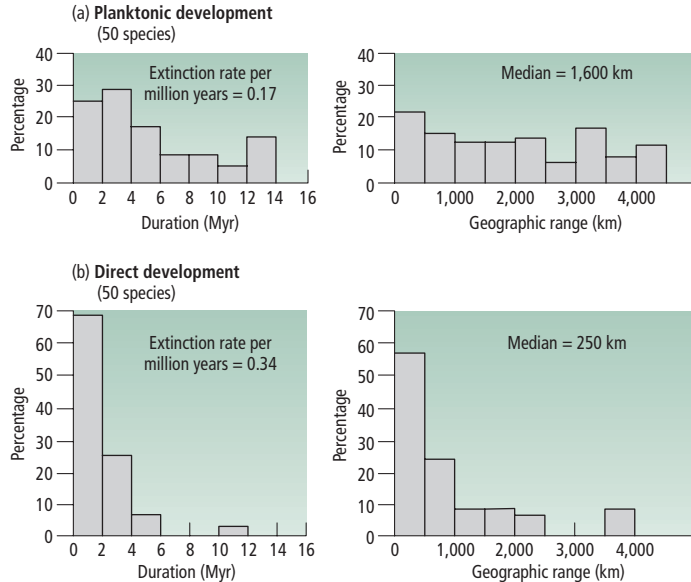 (a) Planktonic development
(50 species)
40
30
20
10
0
Percentage
Extinction rate per
million years = 0.17
0 2 4 6 8 10 12 14 16
Duration (Myr)
40
30
20
10
0
Percentage
Median = 1,600 km
0 1,000 2,000 3,000 4,000
Geographic range (km)
(b) Direct development
(50 species)
70
60
50
40
30
20
10
0
Percentage
Extinction rate per
million years = 0.34
0 2 4 6 8 10 12 14 16
Duration (Myr)
70
60
50
40
30
20
10
0
Percentage
Median = 250 km
0 1,000 2,000 3,000 4,000
Geographic range (km)